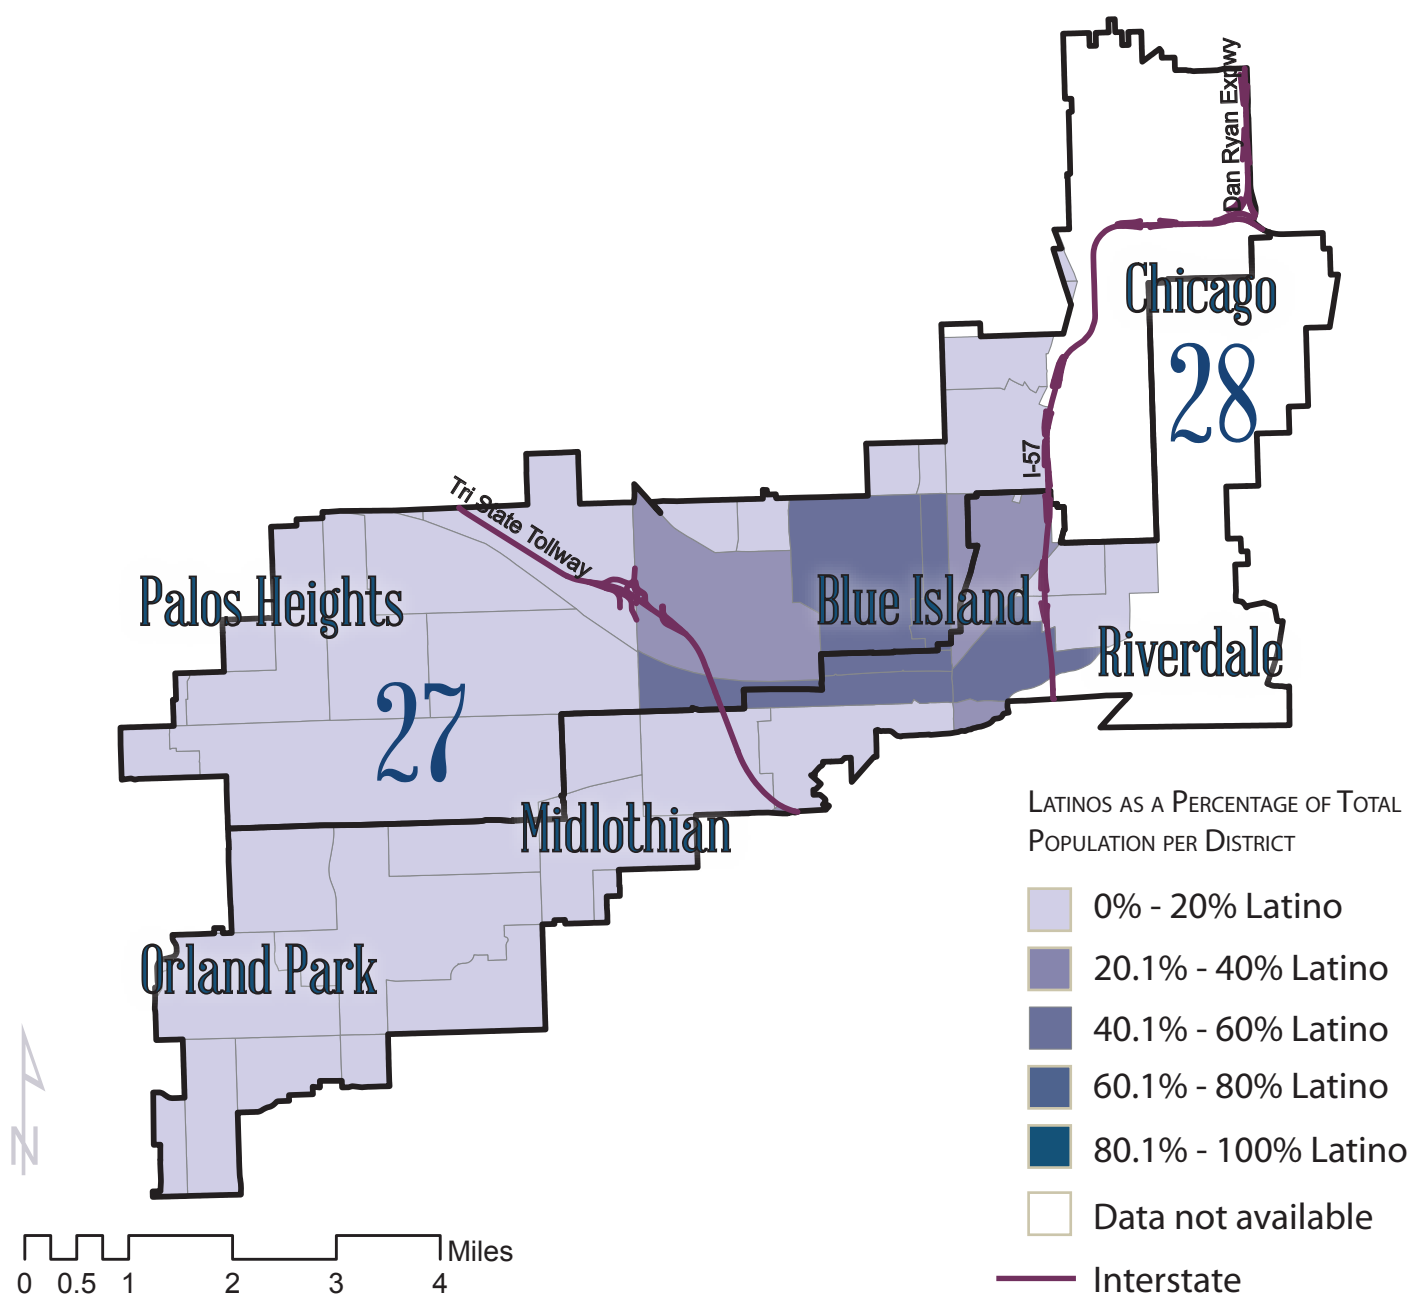 Dan Ryan Expwy
Chicago
28
I-57
Tri State Tollway
Palos Heights
Blue Island
Riverdale
27
Midlothian
Orland Park
Latinos as a Percentage of Total
Population per District
0% - 20% Latino
20.1% - 40% Latino
40.1% - 60% Latino
60.1% - 80% Latino
80.1% - 100% Latino
Data not available
Interstate
N
Miles
0 0.5 1 2 3 4